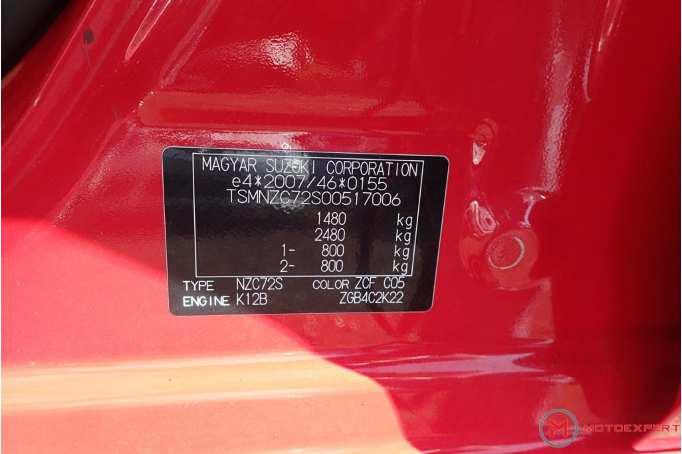 MAGYAR SUZUKI CORPORATION
e4*2007/46*0155
TSMNZC72S00517006
1480 kg
2480 kg
1- 800 kg
2- 800 kg
TYPE NZC72S COLOR ZCF C05
ENGINE K12B ZGB4C2K22
M MOTOEXPERT